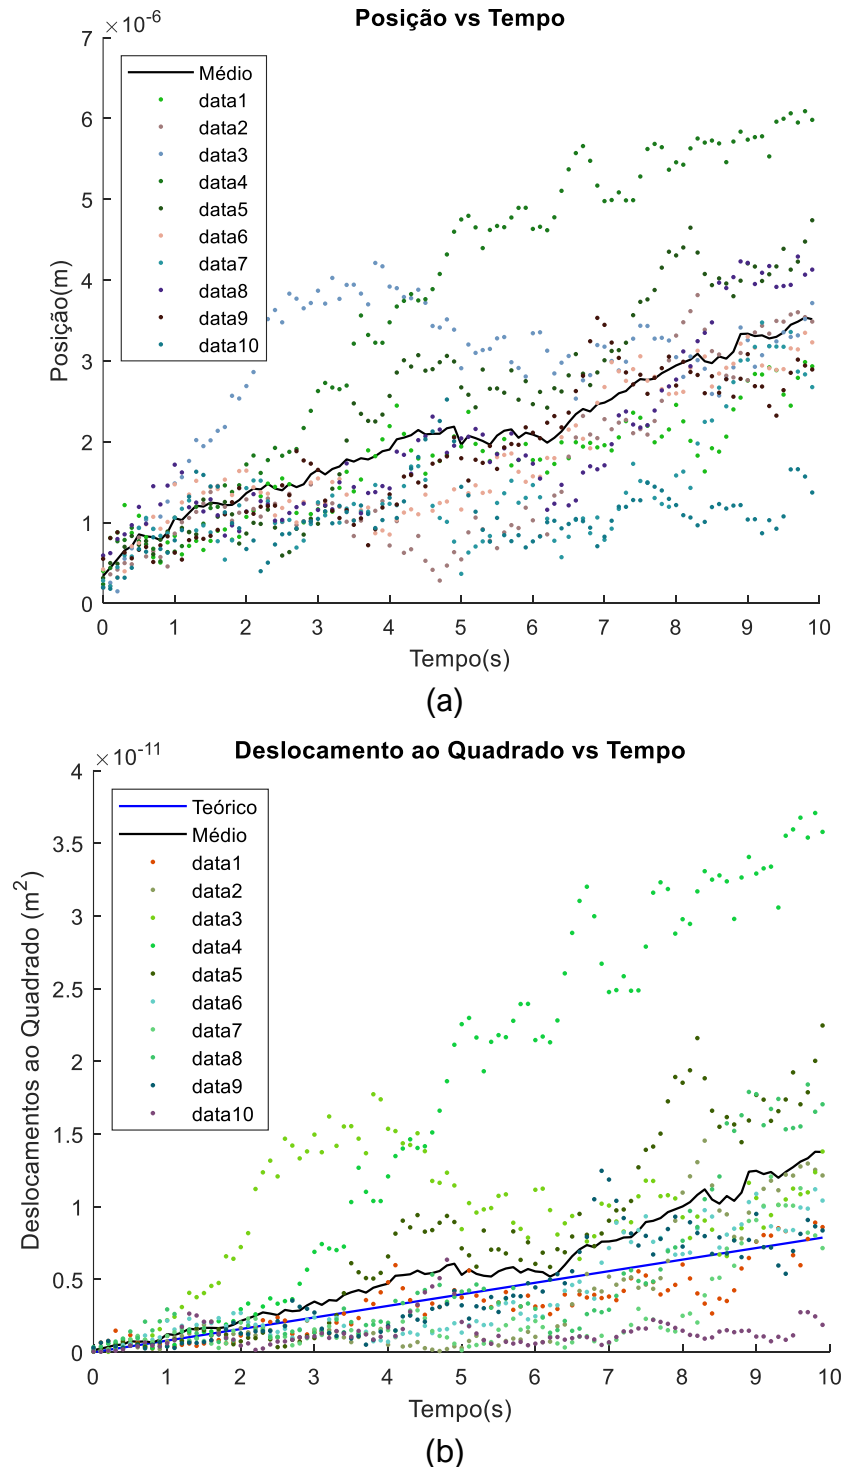 Posição vs Tempo
×10⁻⁶
7
6
5
4
3
2
1
0
Posição(m)
Médio
data1
data2
data3
data4
data5
data6
data7
data8
data9
data10
0 1 2 3 4 5 6 7 8 9 10
Tempo(s)
(a)
Deslocamento ao Quadrado vs Tempo
×10⁻¹¹
4
3.5
3
2.5
2
1.5
1
0.5
0
Deslocamentos ao Quadrado (m²)
Teórico
Médio
data1
data2
data3
data4
data5
data6
data7
data8
data9
data10
0 1 2 3 4 5 6 7 8 9 10
Tempo(s)
(b)